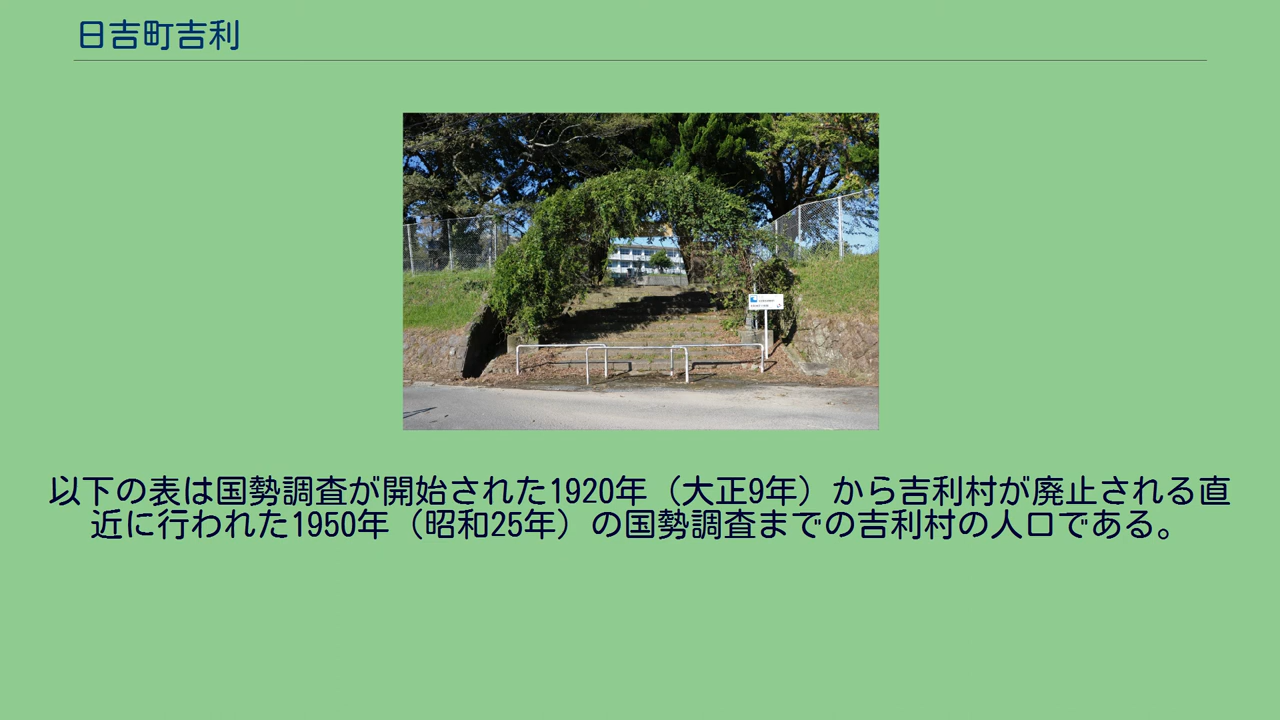 日吉町吉利
以下の表は国勢調査が開始された1920年（大正9年）から吉利村が廃止される直
近に行われた1950年（昭和25年）の国勢調査までの吉利村の人口である。